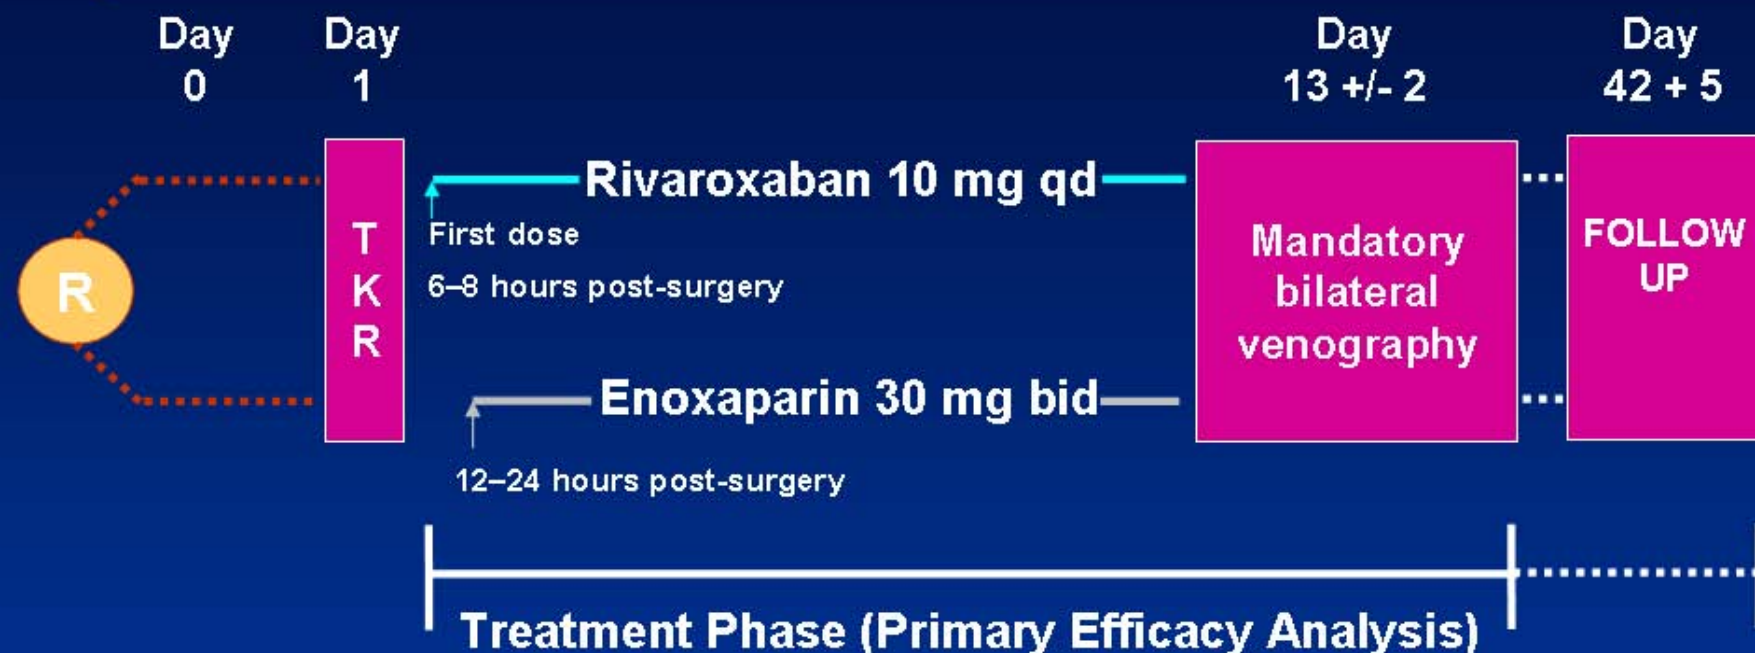 Day
0
Day
1
Day
13 +/- 2
Day
42 + 5
R
T
K
R
Rivaroxaban 10 mg qd
First dose
6–8 hours post-surgery
Enoxaparin 30 mg bid
12–24 hours post-surgery
Mandatory
bilateral
venography
FOLLOW
UP
Treatment Phase (Primary Efficacy Analysis)